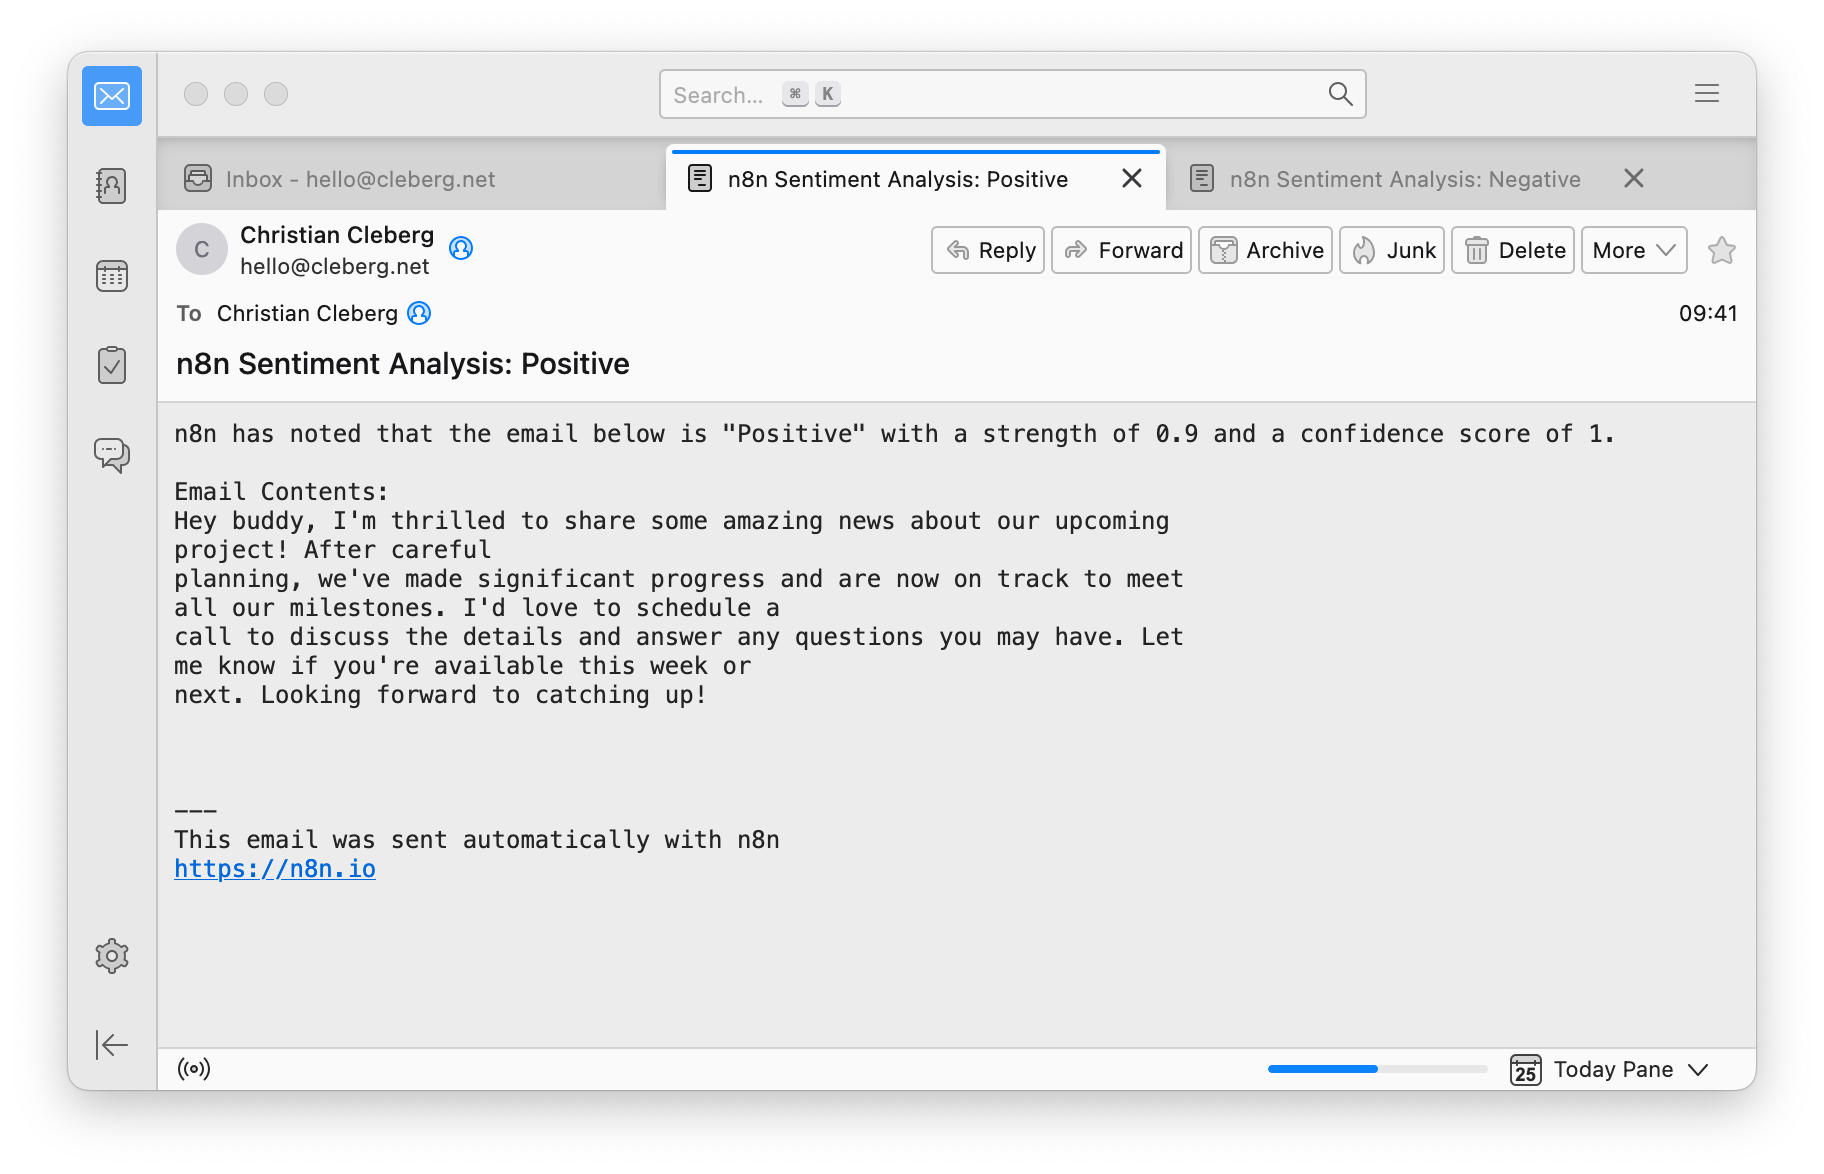 Search... ⌘ K
Inbox - hello@cleberg.net
n8n Sentiment Analysis: Positive
n8n Sentiment Analysis: Negative
C
Christian Cleberg
hello@cleberg.net
Reply
Forward
Archive
Junk
Delete
More
To Christian Cleberg
09:41
n8n Sentiment Analysis: Positive
n8n has noted that the email below is "Positive" with a strength of 0.9 and a confidence score of 1.
Email Contents:
Hey buddy, I'm thrilled to share some amazing news about our upcoming
project! After careful
planning, we've made significant progress and are now on track to meet
all our milestones. I'd love to schedule a
call to discuss the details and answer any questions you may have. Let
me know if you're available this week or
next. Looking forward to catching up!
---
This email was sent automatically with n8n
https://n8n.io
25
Today Pane